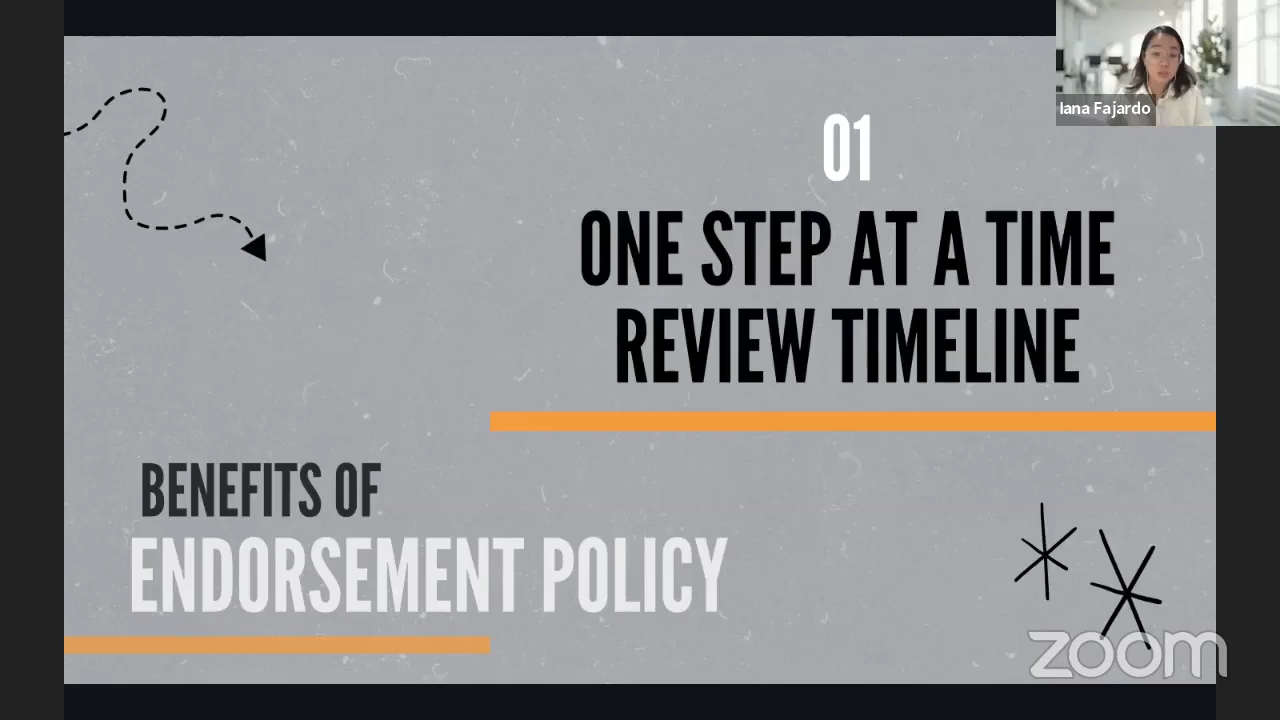 Iana Fajardo
01
ONE STEP AT A TIME
REVIEW TIMELINE
BENEFITS OF
ENDORSEMENT POLICY
zoom